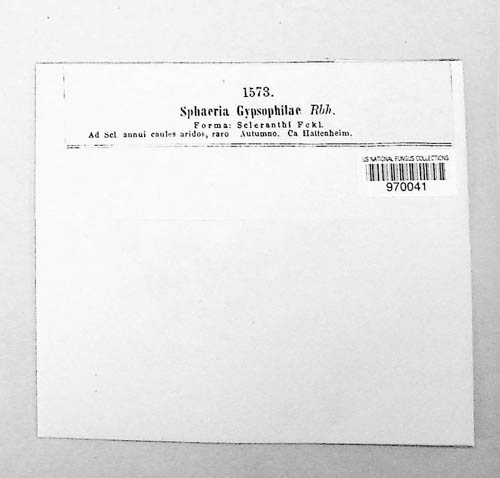 1573.
Sphaeria Gypsophilae Rbh.
Forma: Scleranthi Fckl.
Ad Scl. annui caules aridos, raro Autumno. Ca Hattenheim.
US NATIONAL FUNGUS COLLECTIONS
970041